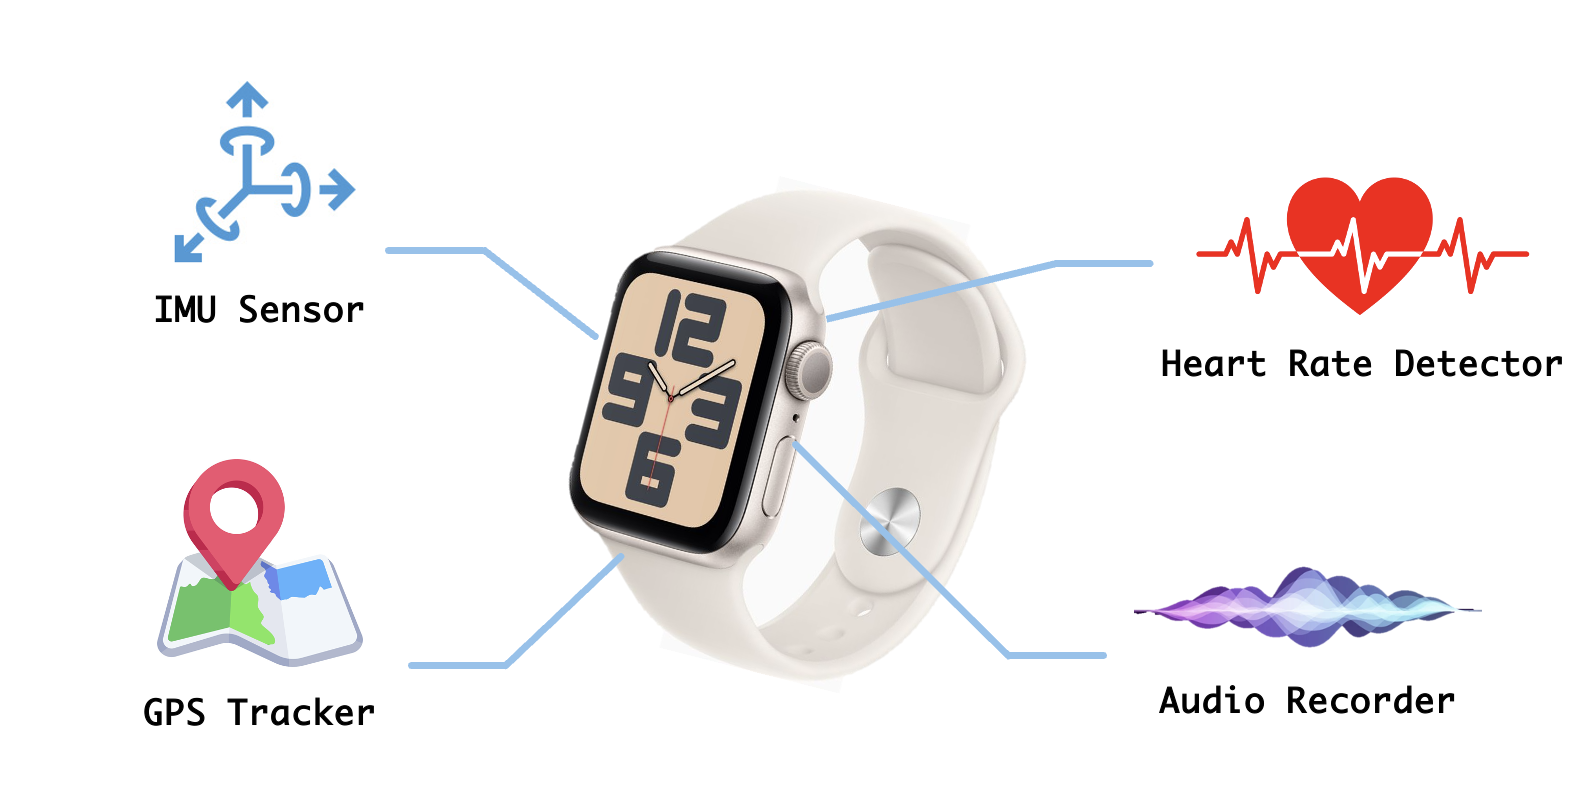 IMU Sensor
Heart Rate Detector
12
9
3
6
GPS Tracker
Audio Recorder